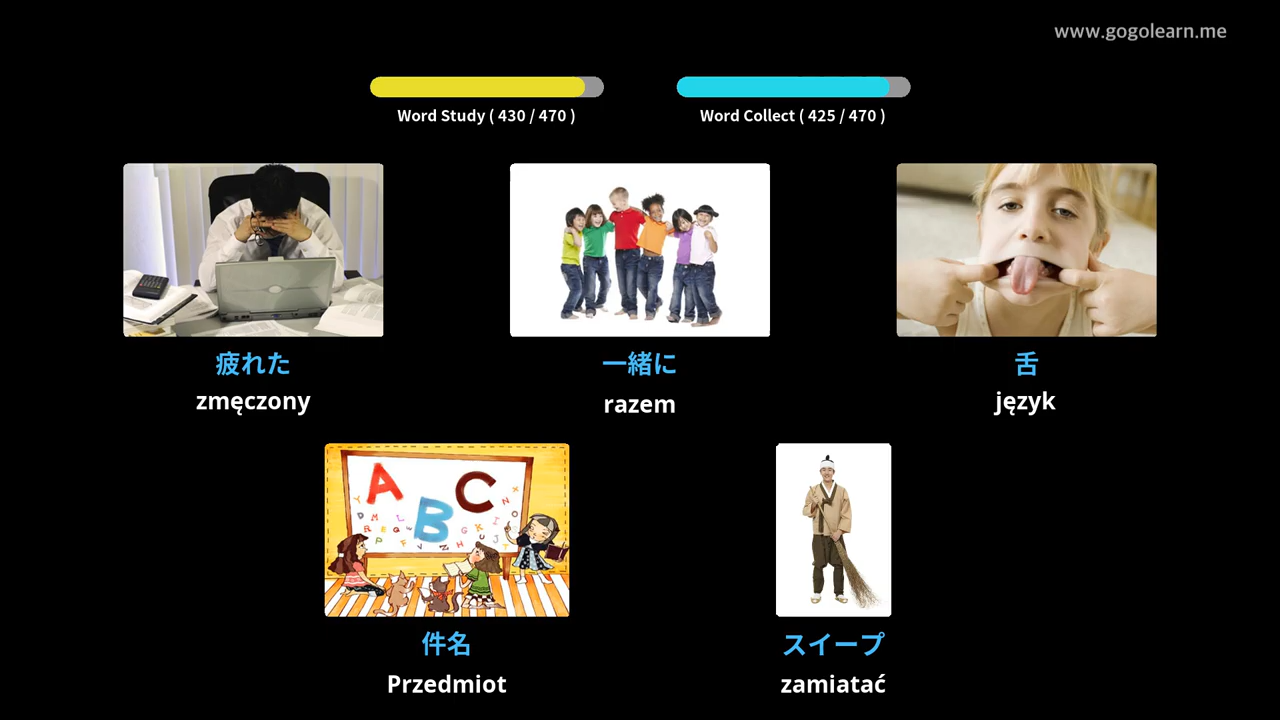 www.gogolearn.me
Word Study ( 430 / 470 )
Word Collect ( 425 / 470 )
疲れた
一緒に
舌
zmęczony
razem
język
A B C
件名
スイープ
Przedmiot
zamiatać